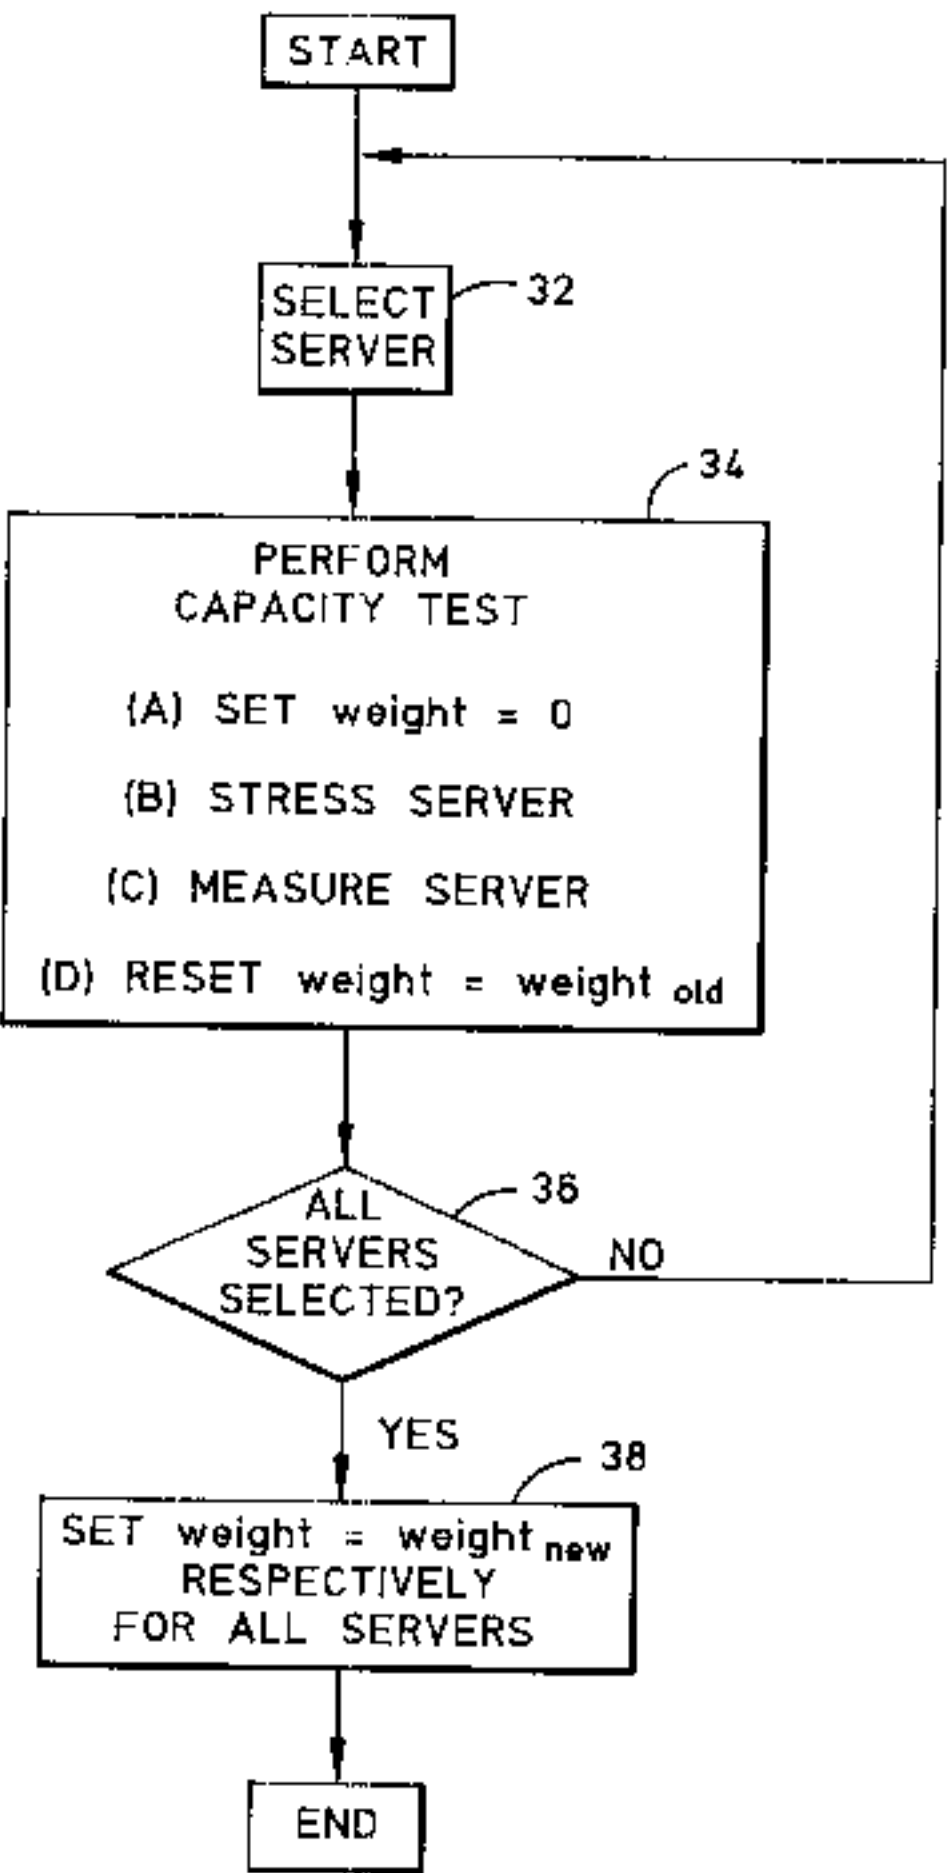 START
SELECT
SERVER
32
34
PERFORM
CAPACITY TEST
(A) SET weight = 0
(B) STRESS SERVER
(C) MEASURE SERVER
(D) RESET weight = weight old
36
ALL
SERVERS
SELECTED?
NO
YES
38
SET weight = weight new
RESPECTIVELY
FOR ALL SERVERS
END